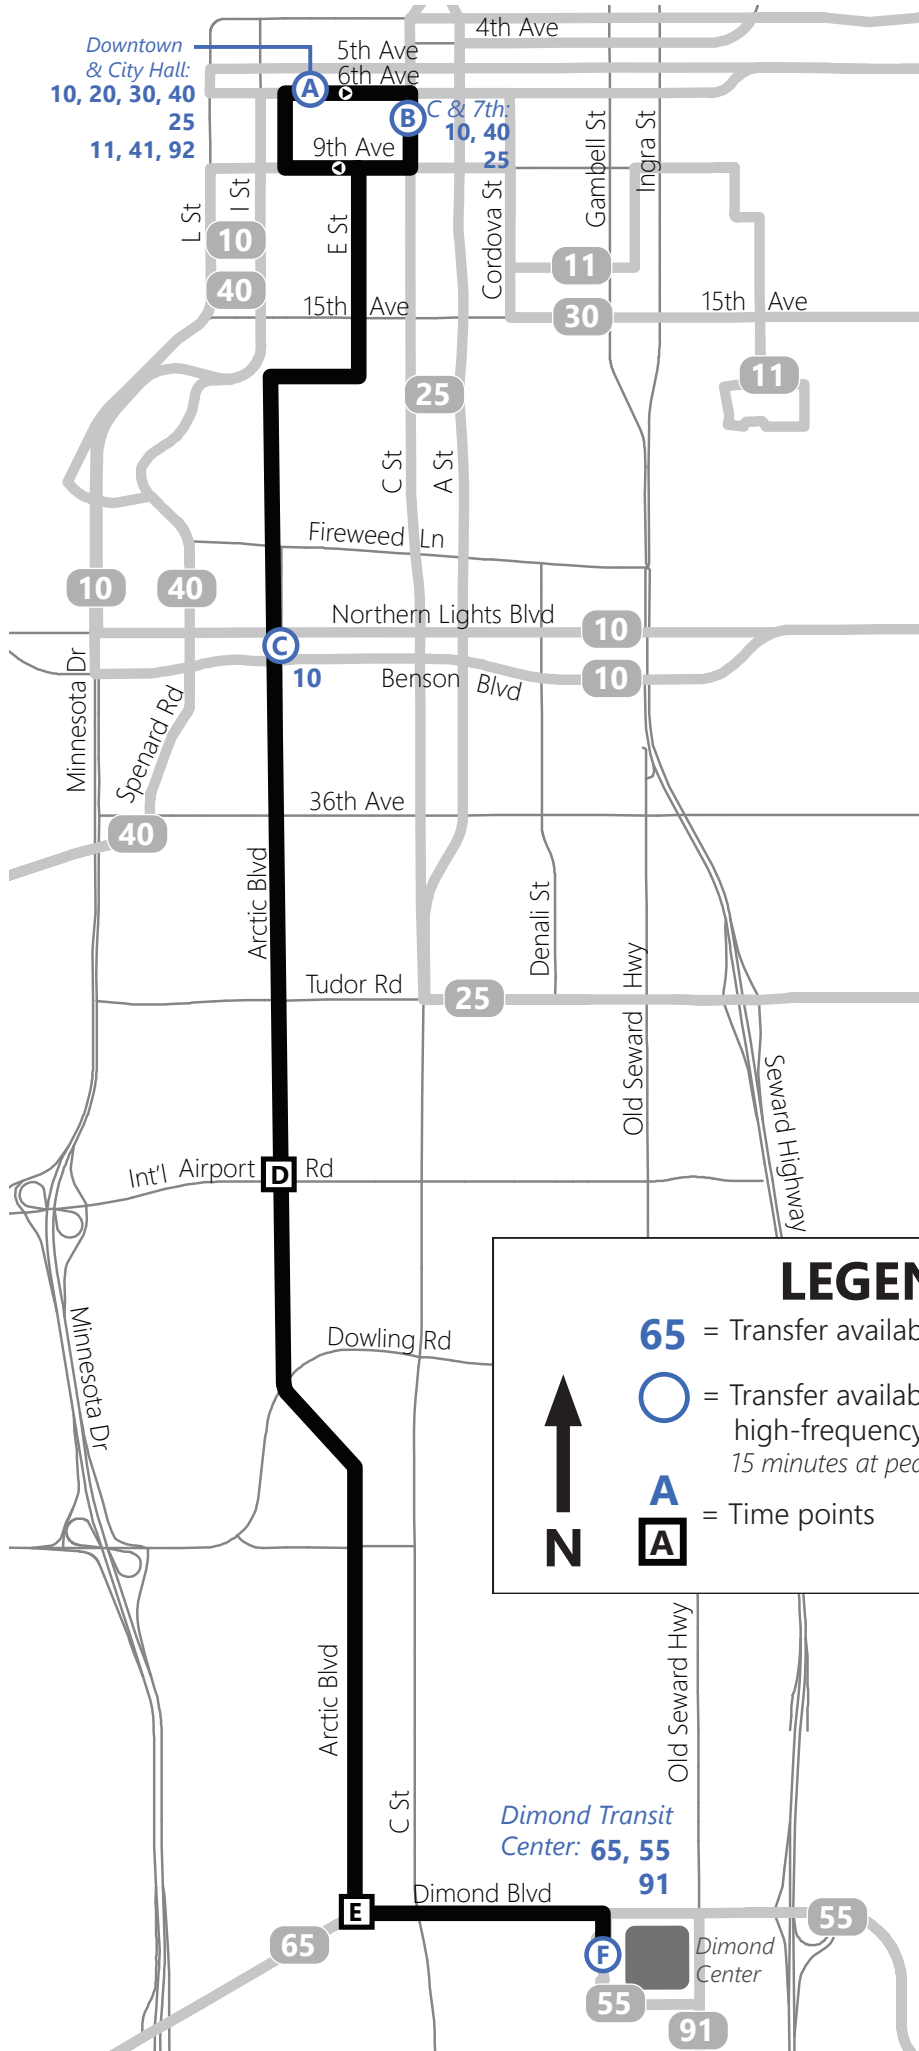 4th Ave
Downtown
& City Hall:
10, 20, 30, 40
25
11, 41, 92
5th Ave
6th Ave
A
B
C & 7th:
10, 40
25
9th Ave
L St
I St
E St
Cordova St
Gambell St
Ingra St
10
40
11
30
15th Ave
15th Ave
11
25
C St
A St
Fireweed Ln
10
40
Northern Lights Blvd
10
C
10
Benson Blvd
10
Minnesota Dr
Spenard Rd
36th Ave
40
Arctic Blvd
Denali St
Old Seward Hwy
Tudor Rd
25
Seward Highway
Int'l Airport Rd
D
Minnesota Dr
Dowling Rd
LEGEN
65 = Transfer availab
= Transfer availab
high-frequency
15 minutes at pea
A
A
= Time points
N
Arctic Blvd
Old Seward Hwy
C St
Dimond Transit
Center: 65, 55
91
E
Dimond Blvd
65
55
F
Dimond
Center
55
91